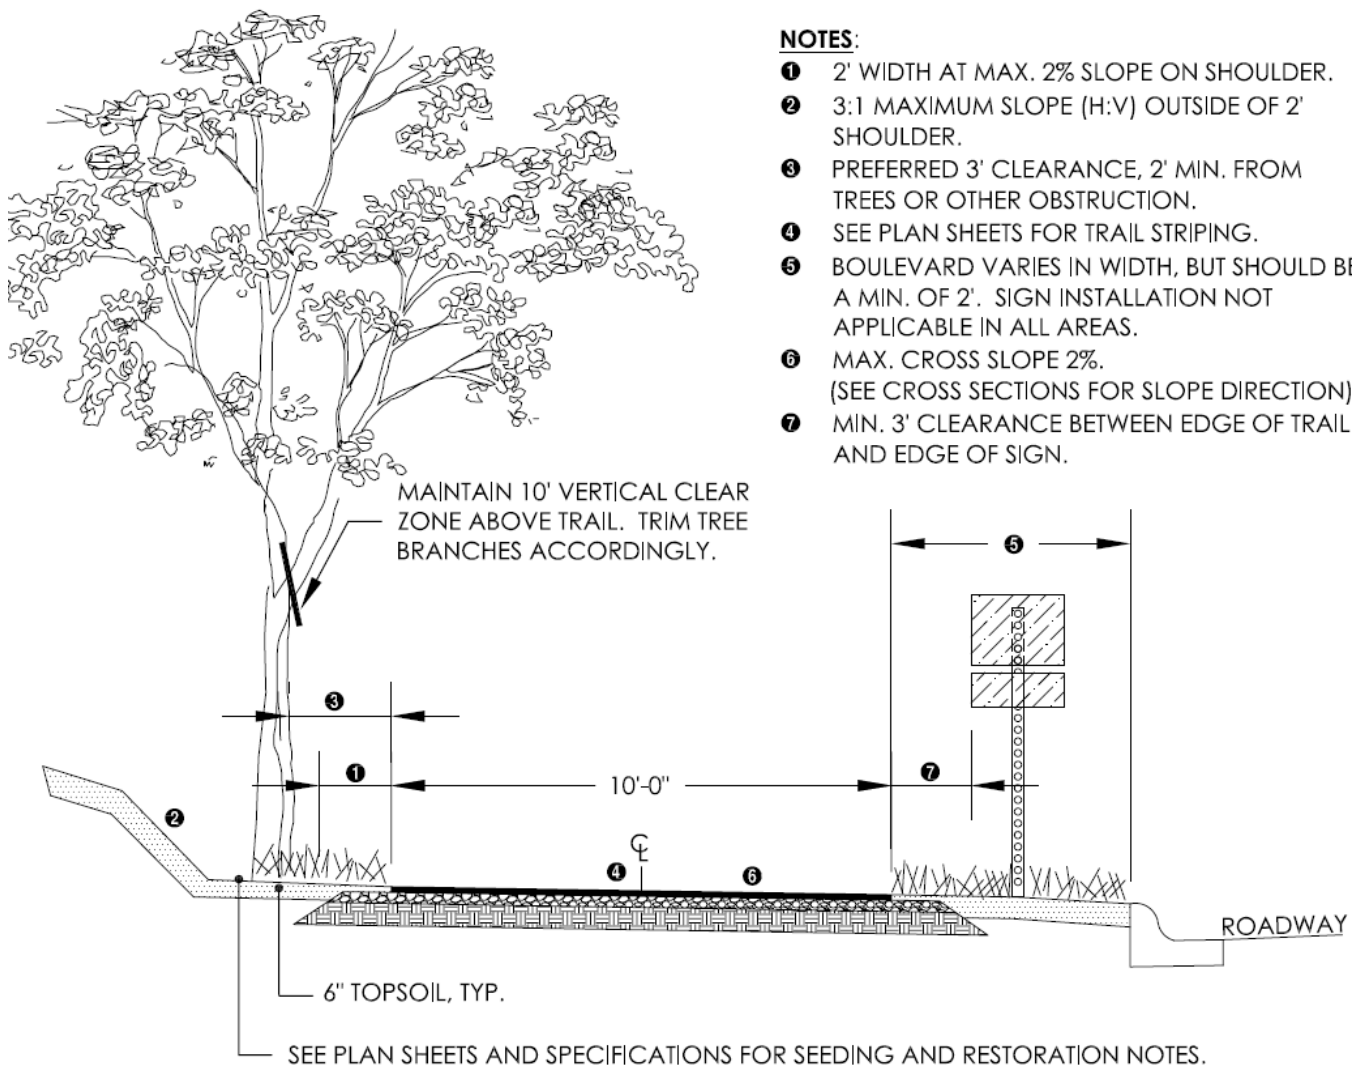 NOTES:
❶ 2' WIDTH AT MAX. 2% SLOPE ON SHOULDER.
❷ 3:1 MAXIMUM SLOPE (H:V) OUTSIDE OF 2'
SHOULDER.
❸ PREFERRED 3' CLEARANCE, 2' MIN. FROM
TREES OR OTHER OBSTRUCTION.
❹ SEE PLAN SHEETS FOR TRAIL STRIPING.
❺ BOULEVARD VARIES IN WIDTH, BUT SHOULD BE
A MIN. OF 2'. SIGN INSTALLATION NOT
APPLICABLE IN ALL AREAS.
❻ MAX. CROSS SLOPE 2%.
(SEE CROSS SECTIONS FOR SLOPE DIRECTION)
❼ MIN. 3' CLEARANCE BETWEEN EDGE OF TRAIL
AND EDGE OF SIGN.
MAINTAIN 10' VERTICAL CLEAR
ZONE ABOVE TRAIL. TRIM TREE
BRANCHES ACCORDINGLY.
❺
❸
❶
10'-0"
❼
❷
℄
❹
❻
ROADWAY
6" TOPSOIL, TYP.
SEE PLAN SHEETS AND SPECIFICATIONS FOR SEEDING AND RESTORATION NOTES.